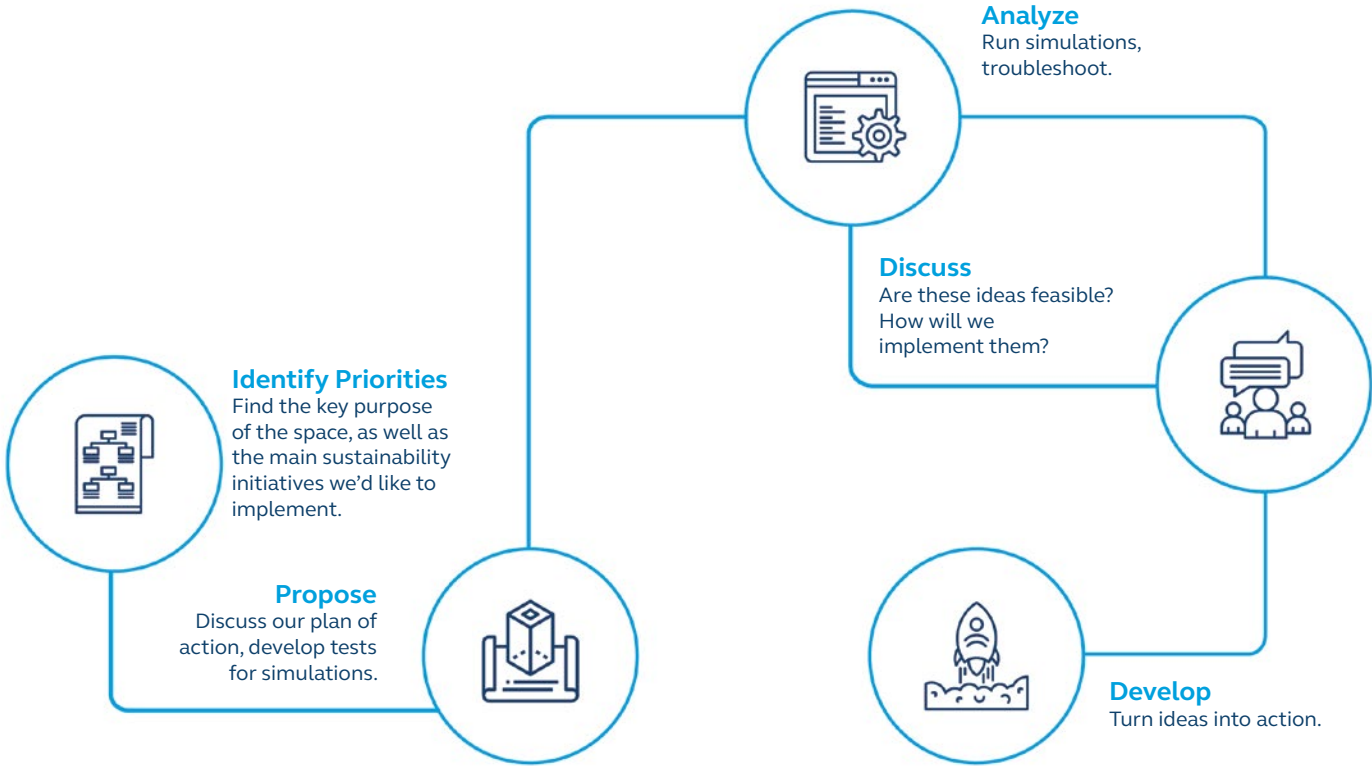 Analyze
Run simulations,
troubleshoot.
Discuss
Are these ideas feasible?
How will we
implement them?
Identify Priorities
Find the key purpose
of the space, as well as
the main sustainability
initiatives we’d like to
implement.
Propose
Discuss our plan of
action, develop tests
for simulations.
Develop
Turn ideas into action.